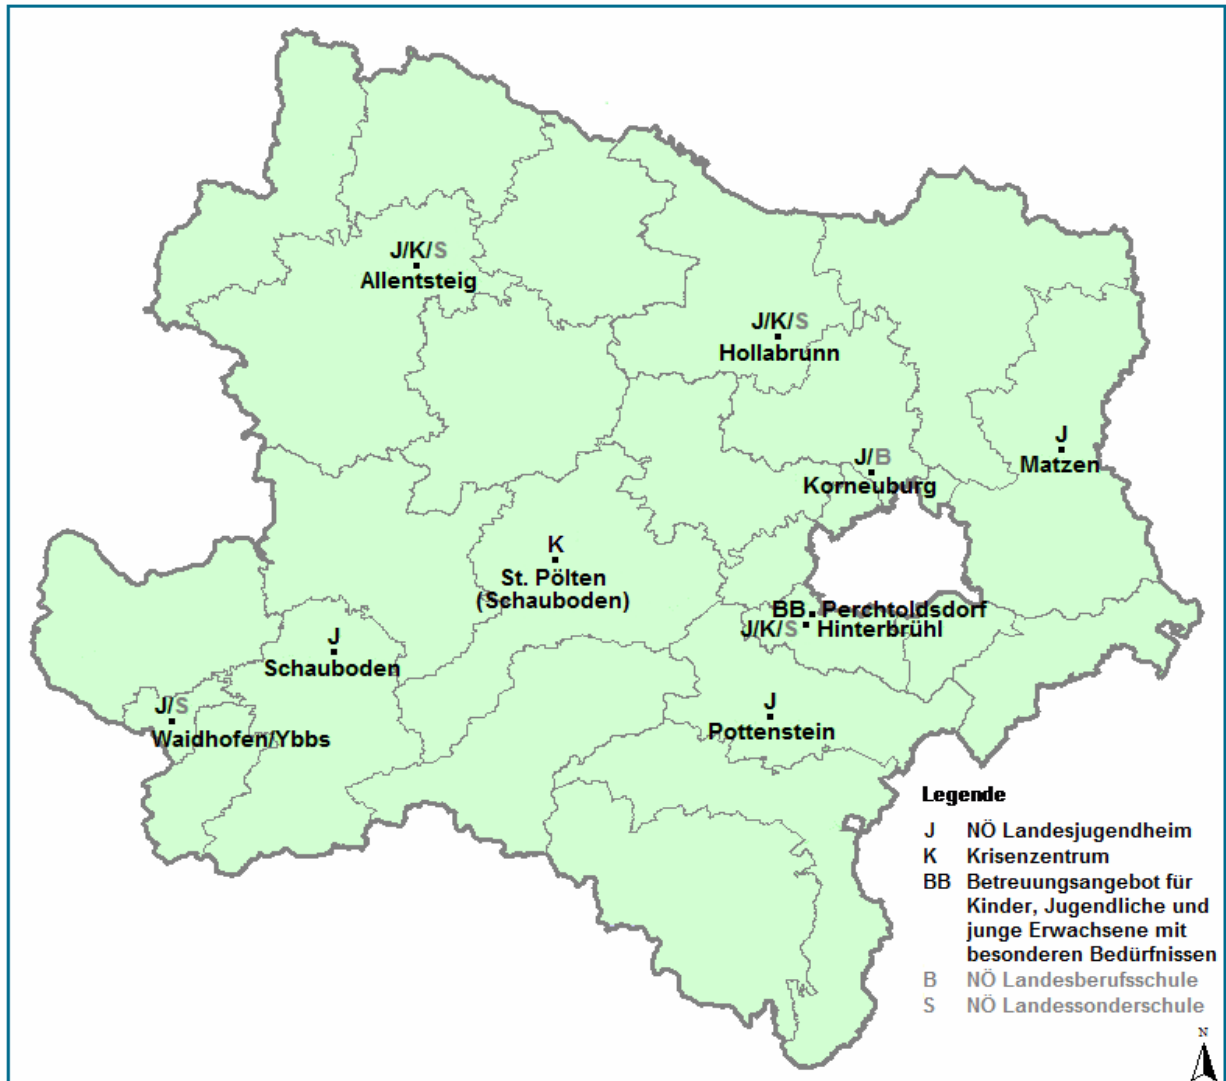 J/K/S
Allentsteig
J/K/S
Hollabrunn
J
Matzen
J/B
Korneuburg
K
St. Pölten
(Schauboden)
BB Perchtoldsdorf
J/K/S Hinterbrühl
J
Schauboden
J/S
Waidhofen/Ybbs
J
Pottenstein
Legende
J NÖ Landesjugendheim
K Krisenzentrum
BB Betreuungsangebot für
Kinder, Jugendliche und
junge Erwachsene mit
besonderen Bedürfnissen
B NÖ Landesberufsschule
S NÖ Landessonderschule
N